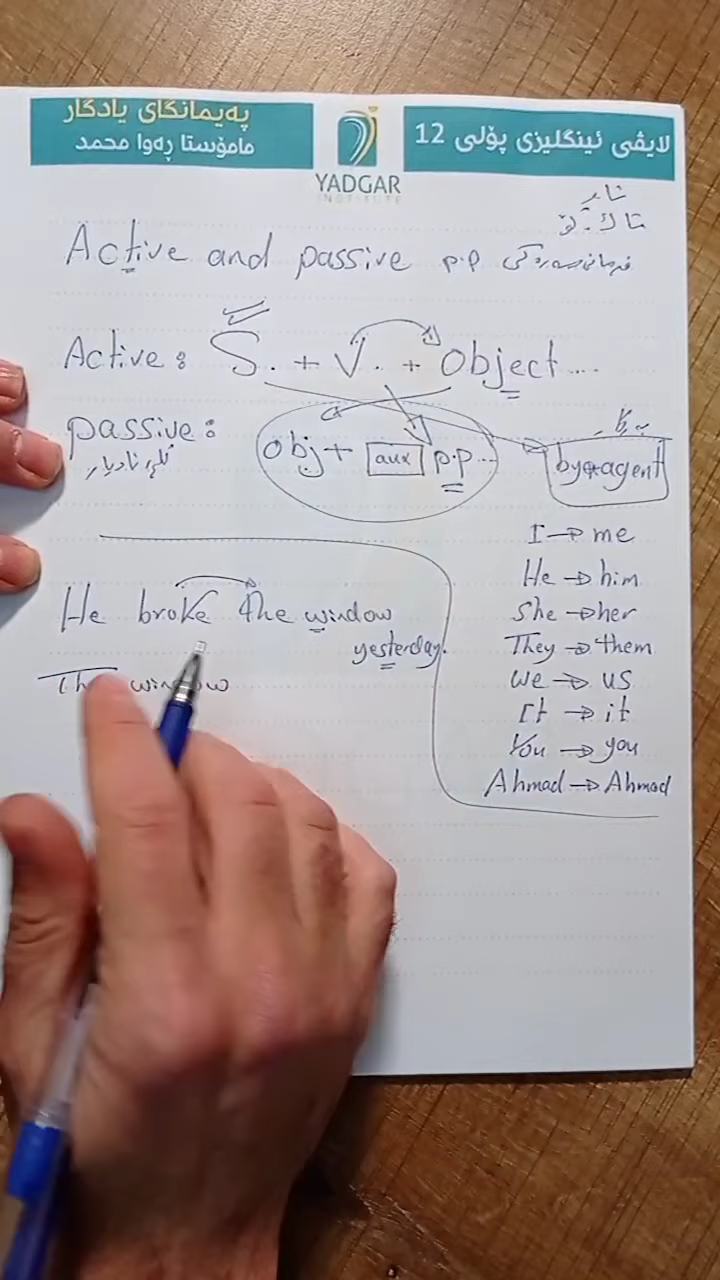 پەیمانگای یادگار
مامۆستا ڕەوا محمد
YADGAR
INSTITUTE
لایڤی ئینگلیزی پۆلی 12
Active and passive p.p
Active: S. + V. + object ...
passive: obj + aux p.p... by+agent
I → me
He → him
She → her
They → them
we → us
It → it
You → you
Ahmad → Ahmad
He broke the window
yesterday.
The window